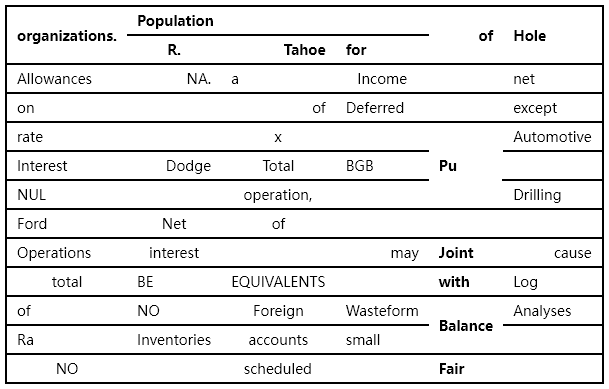 Population
organizations. of Hole
R. Tahoe for
Allowances NA. a Income net
on of Deferred except
rate x Automotive
Interest Dodge Total BGB Pu
NUL operation, Drilling
Ford Net of
Operations interest may Joint cause
total BE EQUIVALENTS with Log
of NO Foreign Wasteform Analyses
Balance
Ra Inventories accounts small
NO scheduled Fair